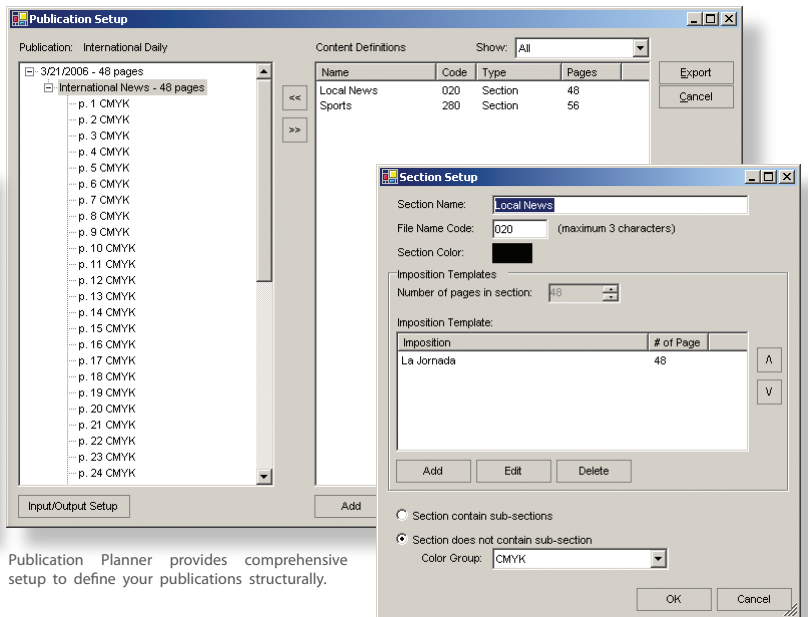 Publication Setup
Publication: International Daily
3/21/2006 - 48 pages
International News - 48 pages
p. 1 CMYK
p. 2 CMYK
p. 3 CMYK
p. 4 CMYK
p. 5 CMYK
p. 6 CMYK
p. 7 CMYK
p. 8 CMYK
p. 9 CMYK
p. 10 CMYK
p. 11 CMYK
p. 12 CMYK
p. 13 CMYK
p. 14 CMYK
p. 15 CMYK
p. 16 CMYK
p. 17 CMYK
p. 18 CMYK
p. 19 CMYK
p. 20 CMYK
p. 21 CMYK
p. 22 CMYK
p. 23 CMYK
p. 24 CMYK
Input/Output Setup
<<
>>
Content Definitions Show: All
Name Code Type Pages
Local News 020 Section 48
Sports 280 Section 56
Export
Cancel
Add
Section Setup
Section Name: Local News
File Name Code: 020 (maximum 3 characters)
Section Color:
Imposition Templates
Number of pages in section: 48
Imposition Template:
Imposition # of Page
La Jornada 48
Λ
V
Add Edit Delete
Section contain sub-sections
Section does not contain sub-section
Color Group: CMYK
OK Cancel
Publication Planner provides comprehensive
setup to define your publications structurally.